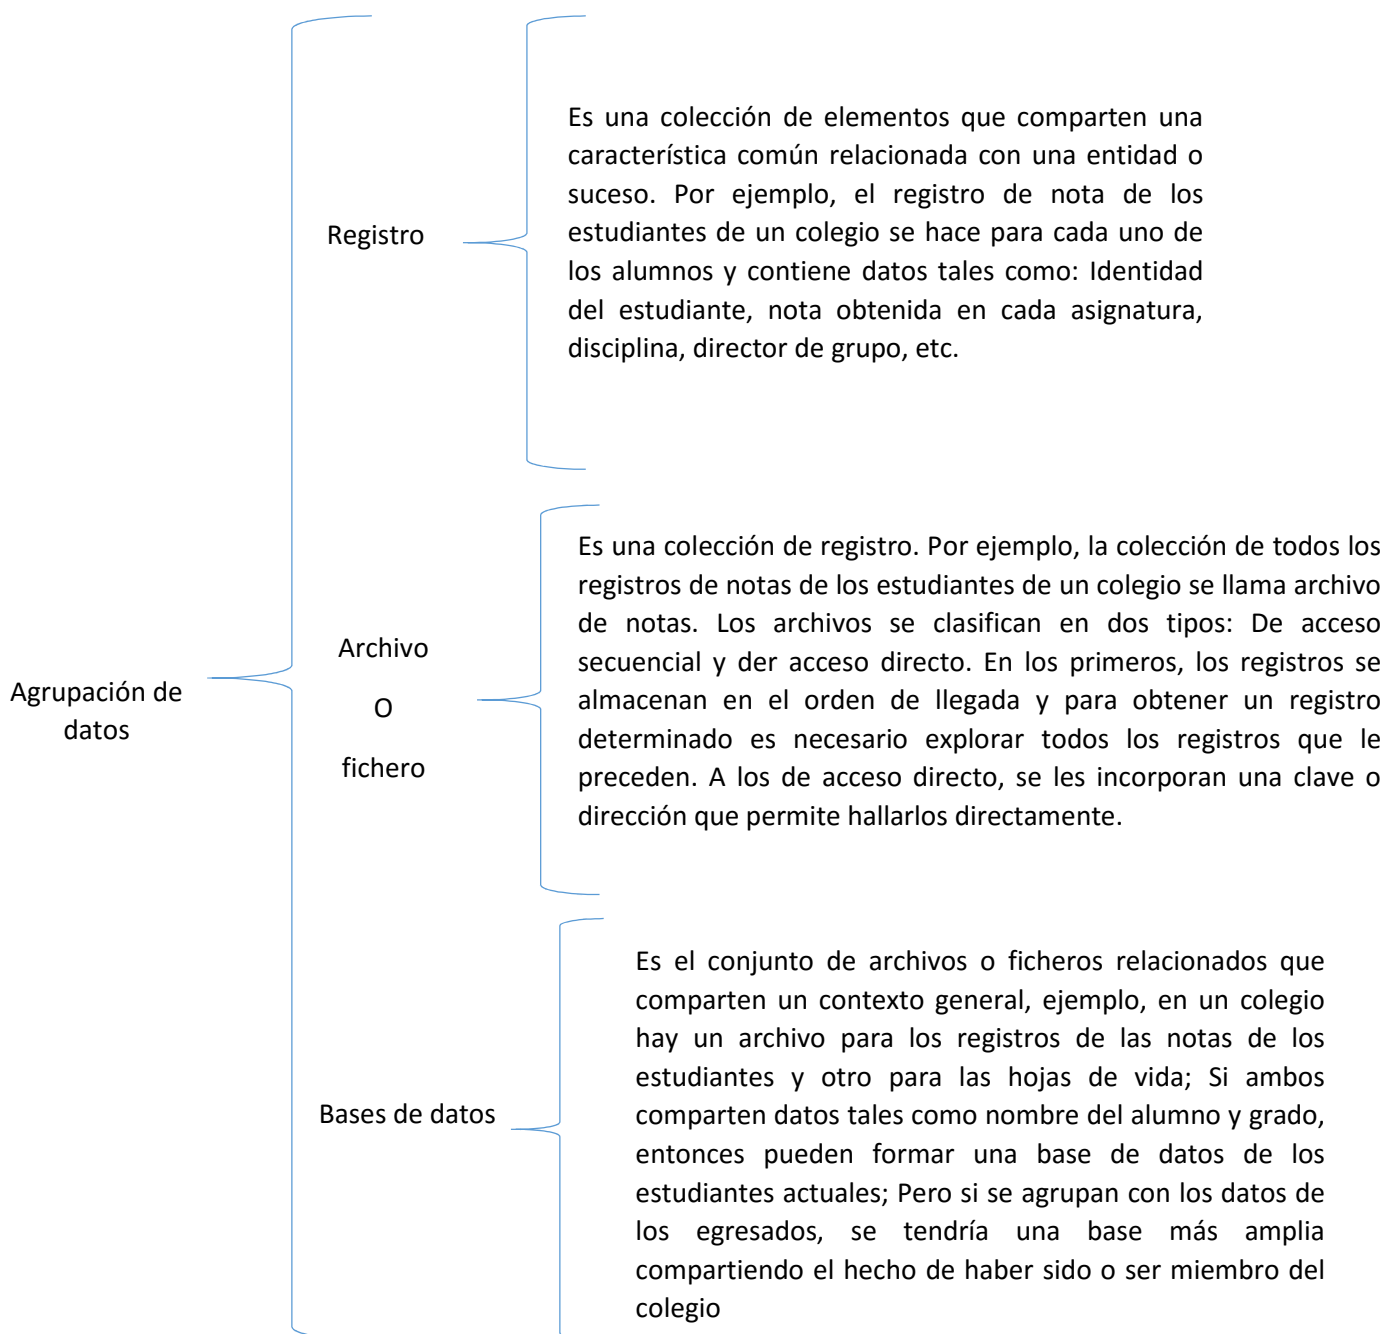 Agrupación de
datos
Registro
Es una colección de elementos que comparten una
característica común relacionada con una entidad o
suceso. Por ejemplo, el registro de nota de los
estudiantes de un colegio se hace para cada uno de
los alumnos y contiene datos tales como: Identidad
del estudiante, nota obtenida en cada asignatura,
disciplina, director de grupo, etc.
Archivo
O
fichero
Es una colección de registro. Por ejemplo, la colección de todos los
registros de notas de los estudiantes de un colegio se llama archivo
de notas. Los archivos se clasifican en dos tipos: De acceso
secuencial y der acceso directo. En los primeros, los registros se
almacenan en el orden de llegada y para obtener un registro
determinado es necesario explorar todos los registros que le
preceden. A los de acceso directo, se les incorporan una clave o
dirección que permite hallarlos directamente.
Bases de datos
Es el conjunto de archivos o ficheros relacionados que
comparten un contexto general, ejemplo, en un colegio
hay un archivo para los registros de las notas de los
estudiantes y otro para las hojas de vida; Si ambos
comparten datos tales como nombre del alumno y grado,
entonces pueden formar una base de datos de los
estudiantes actuales; Pero si se agrupan con los datos de
los egresados, se tendría una base más amplia
compartiendo el hecho de haber sido o ser miembro del
colegio